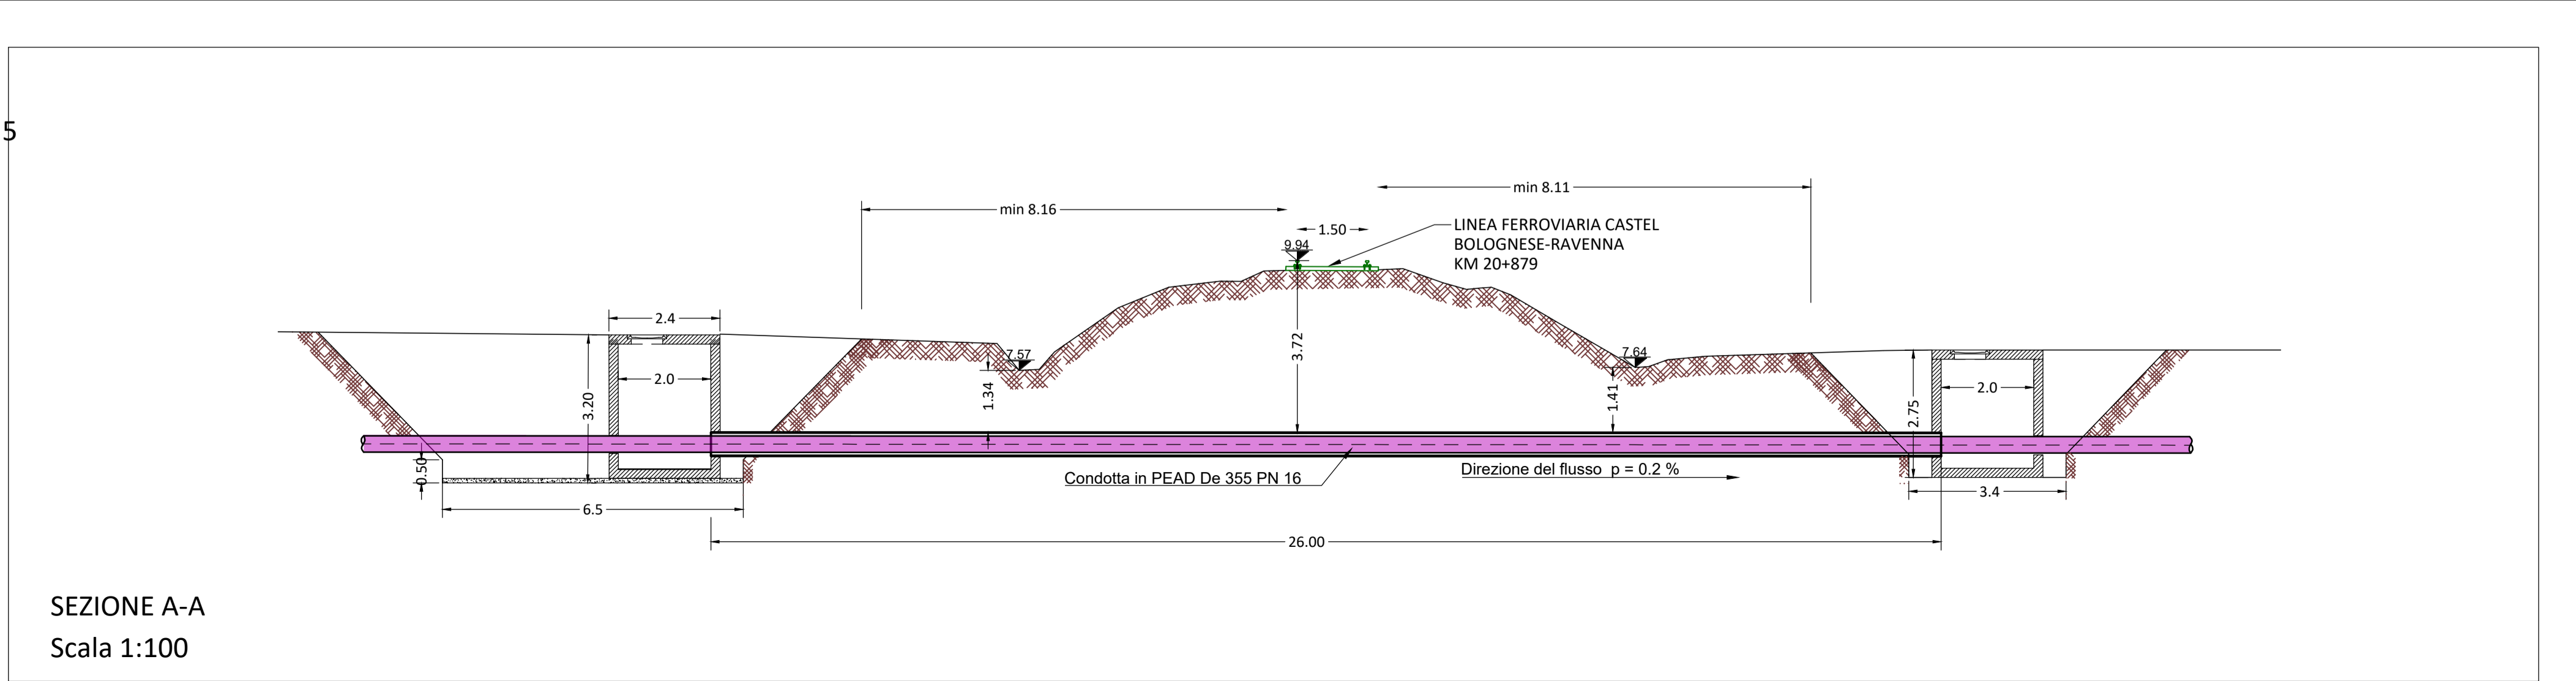 5
min 8.11
min 8.16
LINEA FERROVIARIA CASTEL
BOLOGNESE-RAVENNA
KM 20+879
1.50
9.94
2.4
3.72
7.57
7.64
2.0
2.0
3.20
1.34
1.41
2.75
0.50
Condotta in PEAD De 355 PN 16
Direzione del flusso p = 0.2 %
3.4
6.5
26.00
SEZIONE A-A
Scala 1:100